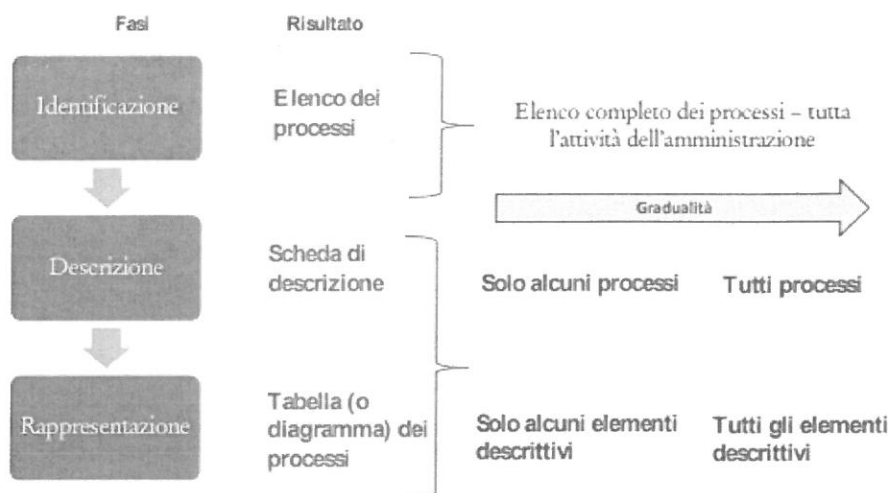 Fasi
Risultato
Identificazione
Elenco dei
processi
Elenco completo dei processi – tutta
l'attività dell'amministrazione
Gradualità
Descrizione
Scheda di
descrizione
Solo alcuni processi
Tutti processi
Rappresentazione
Tabella (o
diagramma) dei
processi
Solo alcuni elementi
descrittivi
Tutti gli elementi
descrittivi